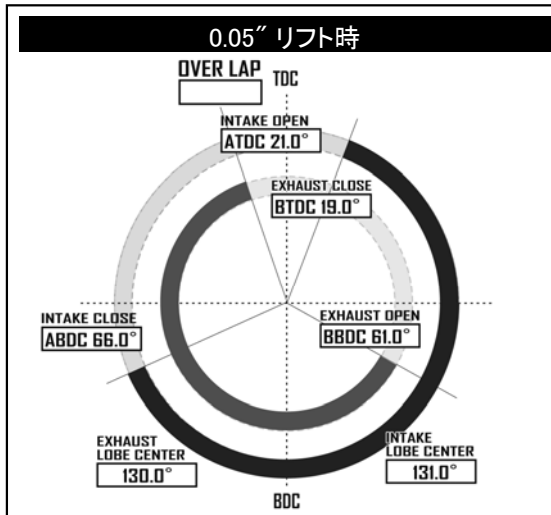 0.05″ リフト時
OVER LAP
TDC
INTAKE OPEN
ATDC 21.0°
EXHAUST CLOSE
BTDC 19.0°
INTAKE CLOSE
ABDC 66.0°
EXHAUST OPEN
BBDC 61.0°
EXHAUST
LOBE CENTER
130.0°
INTAKE
LOBE CENTER
131.0°
BDC